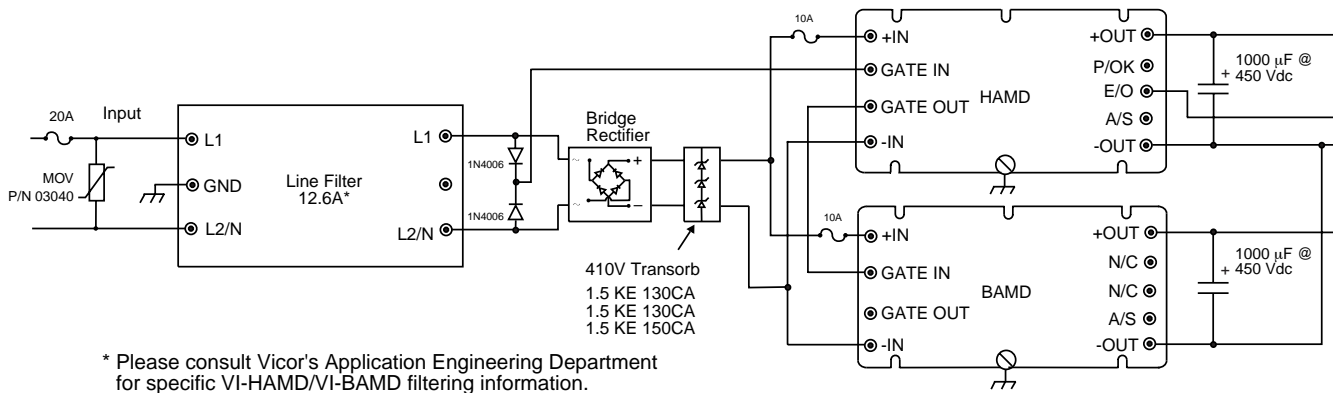 20A
Input
MOV
P/N 03040
L1
GND
L2/N
Line Filter
12.6A*
L1
L2/N
1N4006
1N4006
Bridge
Rectifier
~
~
+
–
410V Transorb
1.5 KE 130CA
1.5 KE 130CA
1.5 KE 150CA
10A
+IN
GATE IN
GATE OUT
-IN
HAMD
+OUT
P/OK
E/O
A/S
-OUT
+
1000 µF @
450 Vdc
10A
+IN
GATE IN
GATE OUT
-IN
BAMD
+OUT
N/C
N/C
A/S
-OUT
+
1000 µF @
450 Vdc
* Please consult Vicor's Application Engineering Department
for specific VI-HAMD/VI-BAMD filtering information.